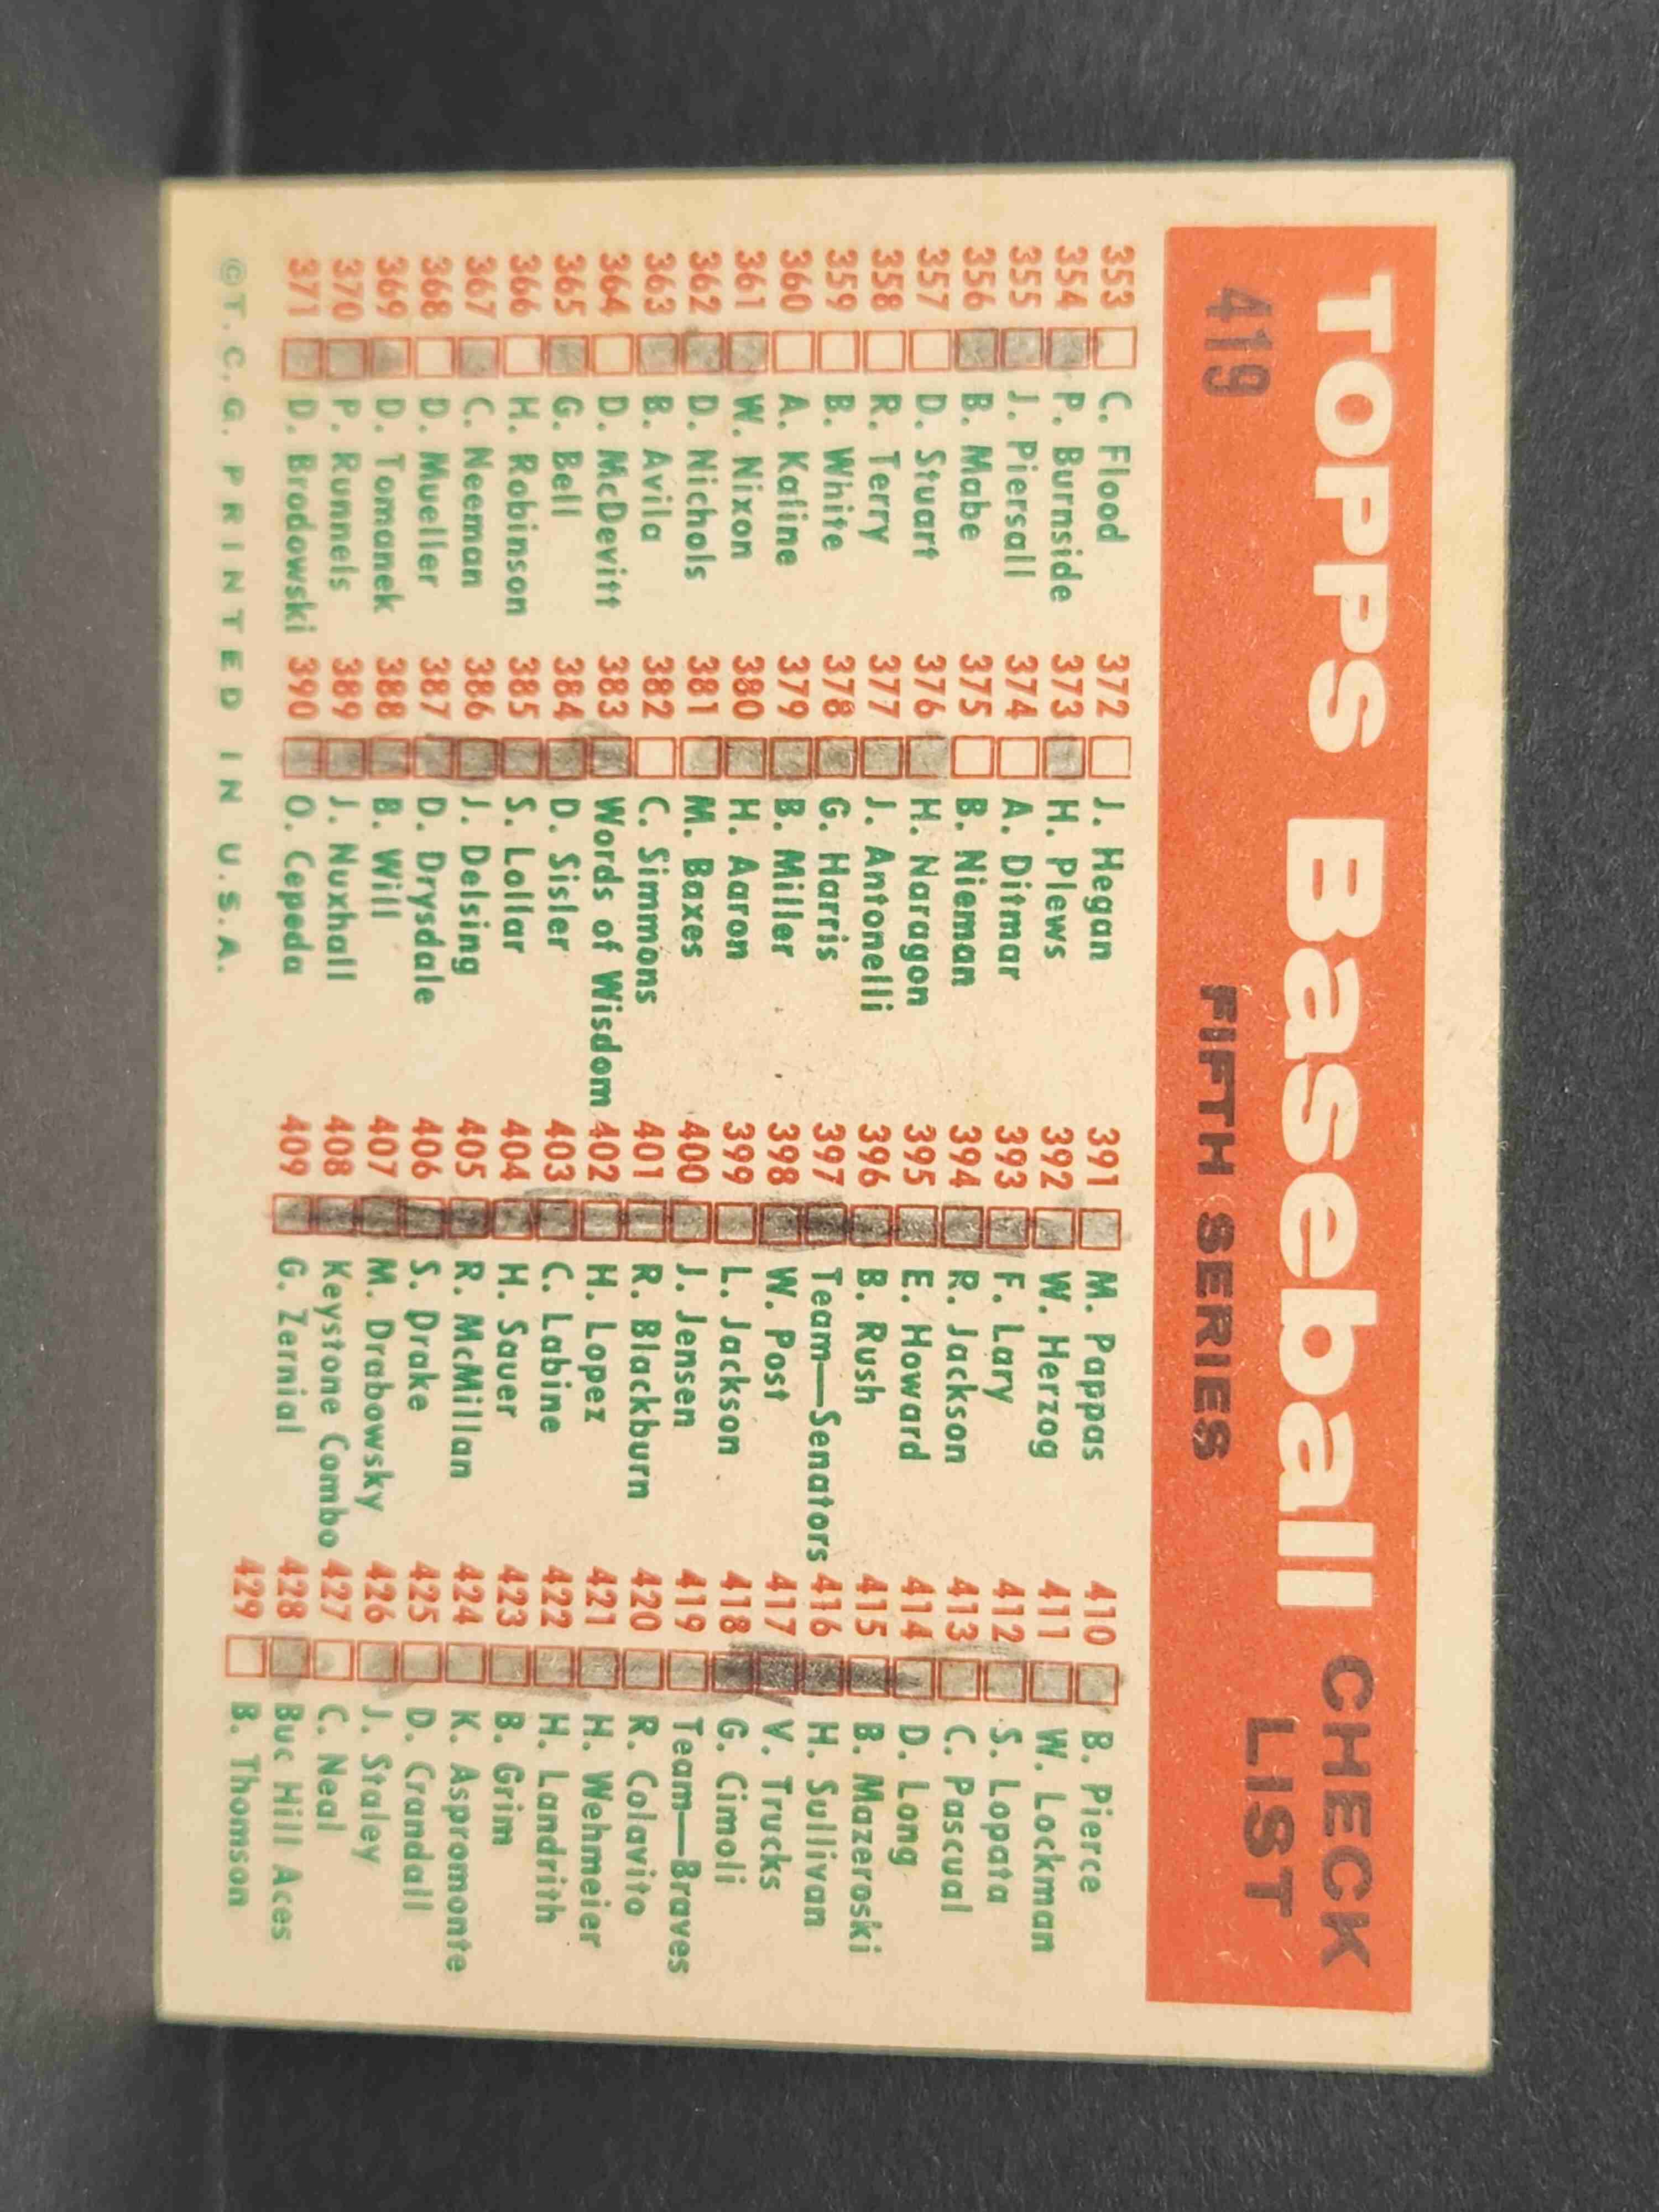 TOPPS Baseball CHECK LIST
419 FIFTH SERIES
353 C. Flood
354 P. Burnside
355 J. Piersall
356 B. Mabe
357 D. Stuart
358 R. Terry
359 B. White
360 A. Kaline
361 W. Nixon
362 D. Nichols
363 B. Avila
364 D. McDevitt
365 G. Bell
366 H. Robinson
367 C. Neeman
368 D. Mueller
369 D. Tomanek
370 P. Runnels
371 D. Brodowski
372 J. Hegan
373 H. Plews
374 A. Ditmar
375 B. Nieman
376 H. Naragon
377 J. Antonelli
378 G. Harris
379 B. Miller
380 H. Aaron
381 M. Baxes
382 C. Simmons
383 Words of Wisdom
384 D. Sisler
385 S. Lollar
386 J. Delsing
387 D. Drysdale
388 B. Will
389 J. Nuxhall
390 O. Cepeda
391 M. Pappas
392 W. Herzog
393 F. Lary
394 R. Jackson
395 E. Howard
396 B. Rush
397 Team—Senators
398 W. Post
399 L. Jackson
400 J. Jensen
401 R. Blackburn
402 H. Lopez
403 C. Labine
404 H. Sauer
405 R. McMillan
406 S. Drake
407 M. Drabowsky
408 Keystone Combo
409 G. Zernial
410 B. Pierce
411 W. Lockman
412 S. Lopata
413 C. Pascual
414 D. Long
415 B. Mazeroski
416 H. Sullivan
417 V. Trucks
418 G. Cimoli
419 Team—Braves
420 R. Colavito
421 H. Wehmeier
422 H. Landrith
423 B. Grim
424 K. Aspromonte
425 D. Crandall
426 J. Staley
427 C. Neal
428 Buc Hill Aces
429 B. Thomson
©T.C.G. PRINTED IN U.S.A.